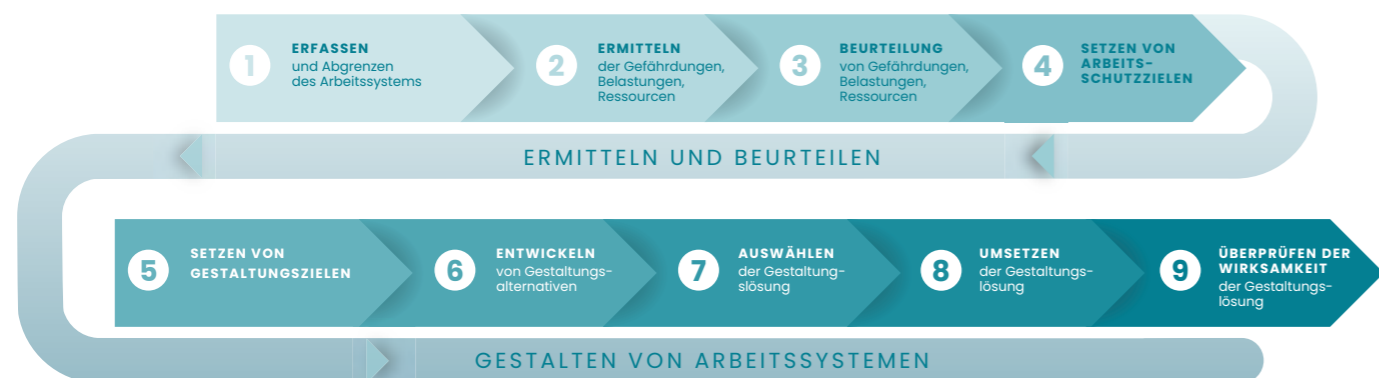 1
ERFASSEN
und Abgrenzen
des Arbeitssystems
2
ERMITTELN
der Gefährdungen,
Belastungen,
Ressourcen
3
BEURTEILUNG
von Gefährdungen,
Belastungen,
Ressourcen
4
SETZEN VON
ARBEITS-
SCHUTZZIELEN
ERMITTELN UND BEURTEILEN
5
SETZEN VON
GESTALTUNGSZIELEN
6
ENTWICKELN
von Gestaltungs-
alternativen
7
AUSWÄHLEN
der Gestaltung-
slösung
8
UMSETZEN
der Gestaltungs-
lösung
9
ÜBERPRÜFEN DER
WIRKSAMKEIT
der Gestaltungs-
lösung
GESTALTEN VON ARBEITSSYSTEMEN